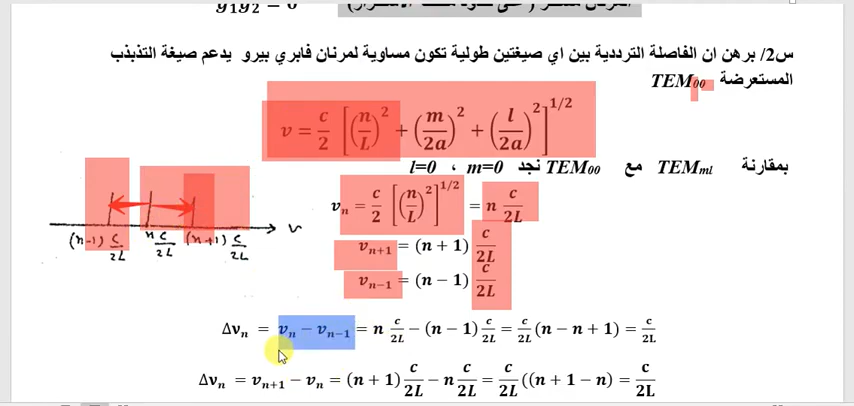 g₁g₂ = 0
س2/ برهن ان الفاصلة الترددية بين اي صيغتين طولية تكون مساوية لمرنان فابري بيرو يدعم صيغة التذبذب
المستعرضة TEM₀₀
v = c/2 [(n/L)² + (m/2a)² + (l/2a)²]^1/2
بمقارنة TEMₘₗ مع TEM₀₀ نجد m=0 ، l=0
vₙ = c/2 [(n/L)²]^1/2 = n c/2L
vₙ₊₁ = (n + 1) c/2L
vₙ₋₁ = (n − 1) c/2L
(n-1) c/2L n c/2L (n+1) c/2L ν
Δvₙ = vₙ − vₙ₋₁ = n c/2L − (n − 1) c/2L = c/2L (n − n + 1) = c/2L
Δvₙ = vₙ₊₁ − vₙ = (n + 1) c/2L − n c/2L = c/2L ((n + 1 − n) = c/2L